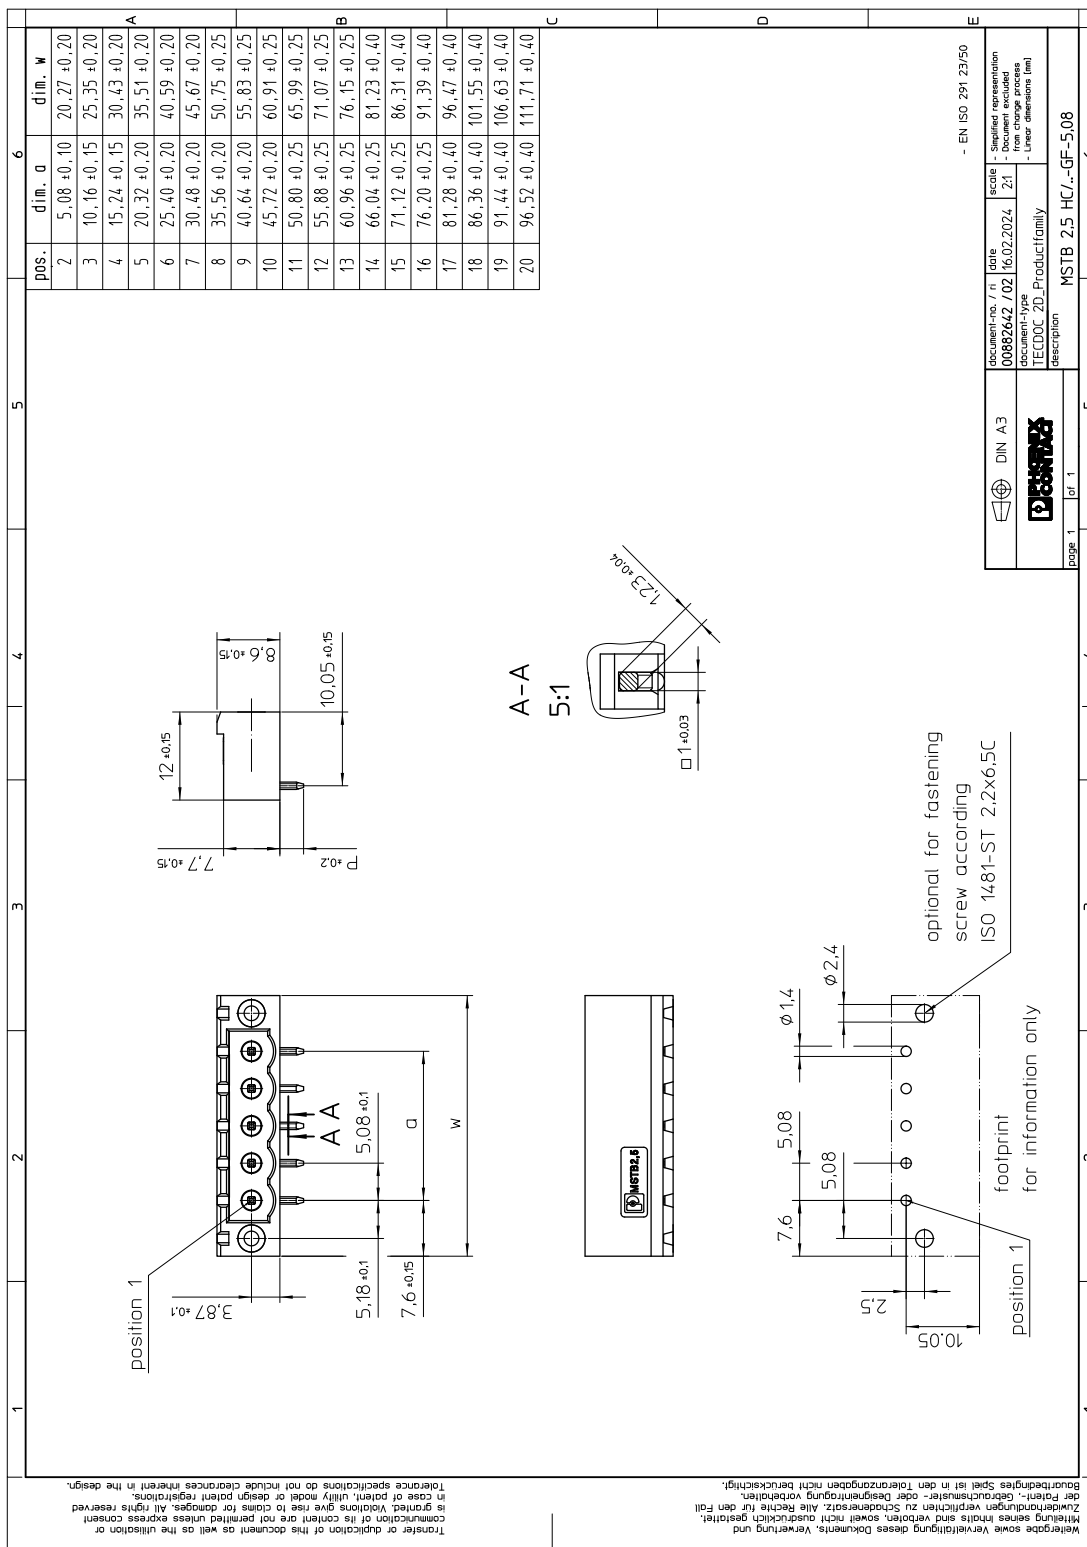 1
2
3
4
5
6
A
B
C
D
E
pos. dim. a dim. w
2 5,08 ±0,10 20,27 ±0,20
3 10,16 ±0,15 25,35 ±0,20
4 15,24 ±0,15 30,43 ±0,20
5 20,32 ±0,20 35,51 ±0,20
6 25,40 ±0,20 40,59 ±0,20
7 30,48 ±0,20 45,67 ±0,20
8 35,56 ±0,20 50,75 ±0,25
9 40,64 ±0,20 55,83 ±0,25
10 45,72 ±0,20 60,91 ±0,25
11 50,80 ±0,25 65,99 ±0,25
12 55,88 ±0,25 71,07 ±0,25
13 60,96 ±0,25 76,15 ±0,25
14 66,04 ±0,25 81,23 ±0,40
15 71,12 ±0,25 86,31 ±0,40
16 76,20 ±0,25 91,39 ±0,40
17 81,28 ±0,40 96,47 ±0,40
18 86,36 ±0,40 101,55 ±0,40
19 91,44 ±0,40 106,63 ±0,40
20 96,52 ±0,40 111,71 ±0,40
position 1
3,87 ±0,1
A A
5,08 ±0,1
5,18 ±0,1
a
7,6 ±0,15
w
12 ±0,15
7,7 ±0,15
8,6 ±0,15
P ±0,2
10,05 ±0,15
MSTB2,5
A-A
5:1
□1 ±0,03
1,23 ±0,04
ø 1,4
ø 2,4
5,08
5,08
7,6
2,5
10.05
position 1
footprint
for information only
optional for fastening
screw according
ISO 1481-ST 2,2x6,5C
- EN ISO 291 23/50
DIN A3
PHOENIX
CONTACT
page 1 of 1
document-no. / ri
00882642 / 02
date
16.02.2024
scale
2:1
- Simplified representation
- Document excluded
from change process
- Linear dimensions [mm]
document-type
TECDOC_2D_Productfamily
description
MSTB 2,5 HC/..-GF-5,08
Transfer or duplication of this document as well as the utilisation or
communication of its content are not permitted unless express consent
is granted. Violations give rise to claims for damages. All rights reserved
in case of patent, utility model or design patent registrations.
Tolerance specifications do not include clearances inherent in the design.
Weitergabe sowie Vervielfältigung dieses Dokuments, Verwertung und
Mitteilung seines Inhalts sind verboten, soweit nicht ausdrücklich gestattet.
Zuwiderhandlungen verpflichten zu Schadenersatz. Alle Rechte für den Fall
der Patent-, Gebrauchsmuster- oder Designeintragung vorbehalten.
Bauartbedingtes Spiel ist in den Toleranzangaben nicht berücksichtigt.
1
2
3
4
5